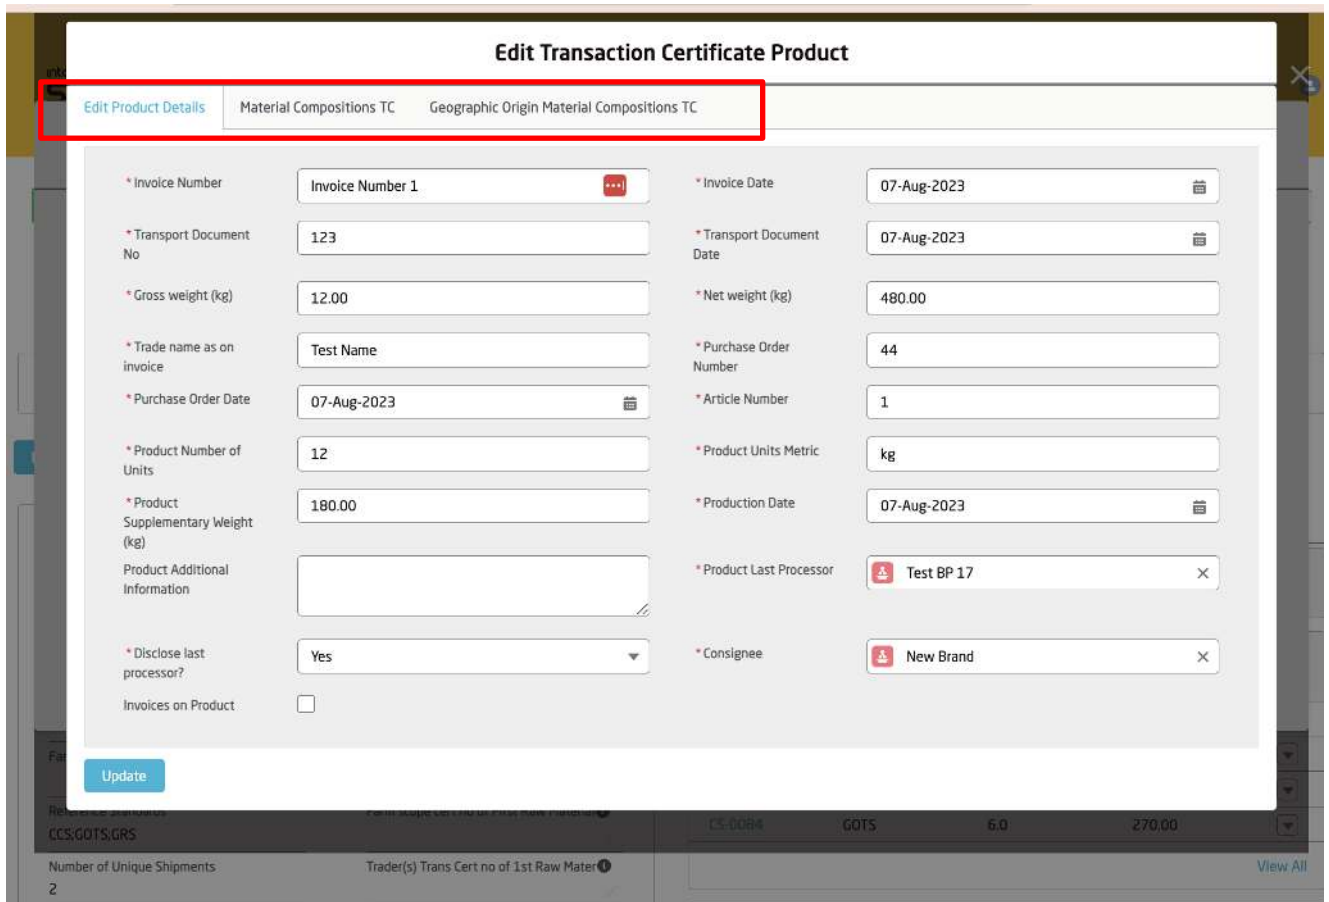 Edit Transaction Certificate Product
Edit Product Details Material Compositions TC Geographic Origin Material Compositions TC
* Invoice Number Invoice Number 1 * Invoice Date 07-Aug-2023
* Transport Document No 123 * Transport Document Date 07-Aug-2023
* Gross weight (kg) 12.00 * Net weight (kg) 480.00
* Trade name as on invoice Test Name * Purchase Order Number 44
* Purchase Order Date 07-Aug-2023 * Article Number 1
* Product Number of Units 12 * Product Units Metric kg
* Product Supplementary Weight (kg) 180.00 * Production Date 07-Aug-2023
Product Additional Information * Product Last Processor Test BP 17
* Disclose last processor? Yes * Consignee New Brand
Invoices on Product
Update
Reference Standards
CCS;GOTS;GRS CS-0084 GOTS 6.0 270.00
Number of Unique Shipments Trader(s) Trans Cert no of 1st Raw Mater View All
2